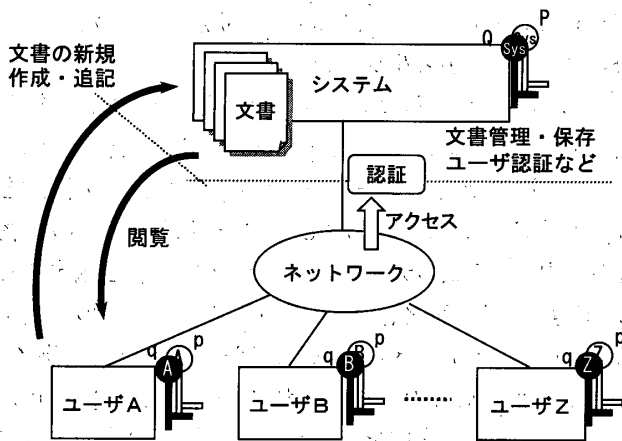 Q
P
Sys
Sys
文書の新規
作成・追記
システム
文書
文書管理・保存
ユーザ認証など
認証
アクセス
閲覧
ネットワーク
q
A
A
p
q
B
B
p
q
Z
Z
p
ユーザA
ユーザB
ユーザZ